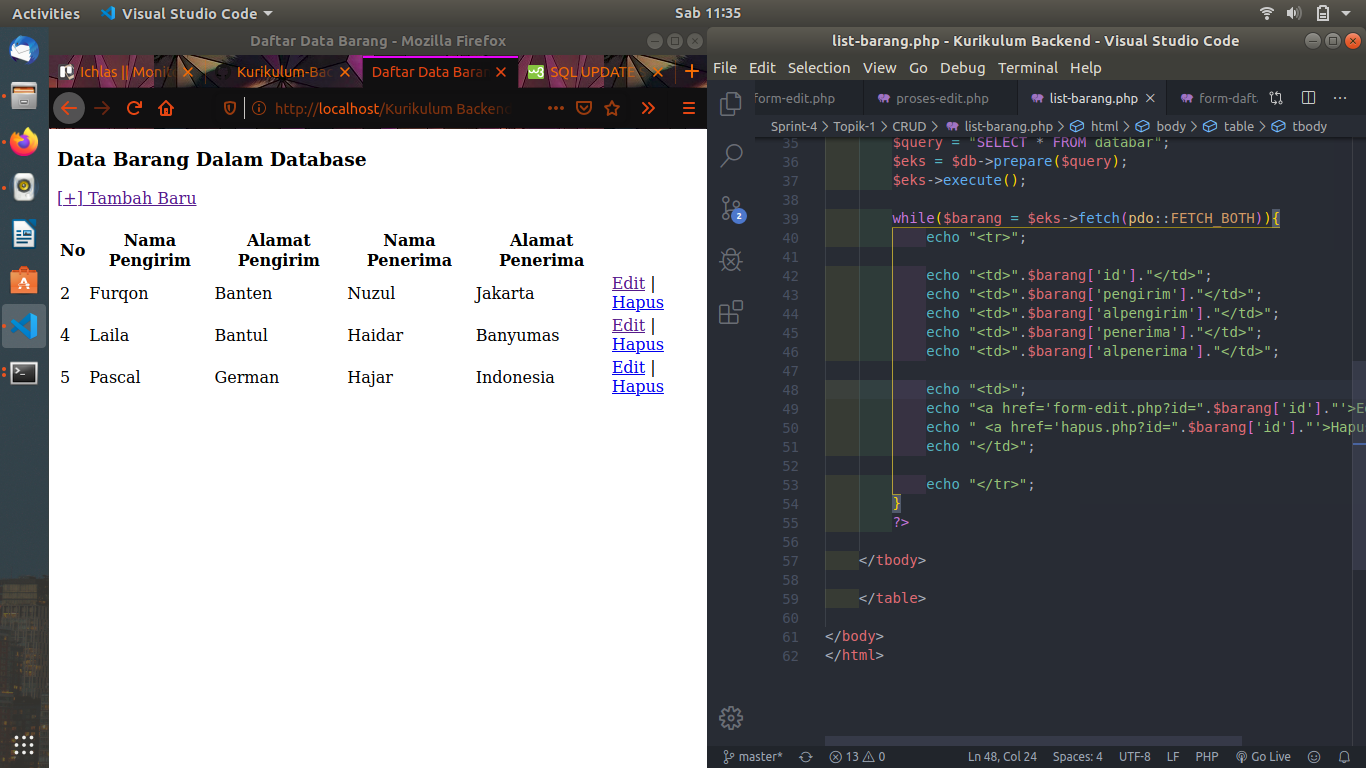 Activities
Visual Studio Code
Sab 11:35
Daftar Data Barang - Mozilla Firefox
Ichlas || Monit
Kurikulum-Bac
Daftar Data Baran
SQL UPDATE
http://localhost/Kurikulum Backend
Data Barang Dalam Database
[+] Tambah Baru
No Nama Pengirim Alamat Pengirim Nama Penerima Alamat Penerima
2 Furqon Banten Nuzul Jakarta Edit | Hapus
4 Laila Bantul Haidar Banyumas Edit | Hapus
5 Pascal German Hajar Indonesia Edit | Hapus
list-barang.php - Kurikulum Backend - Visual Studio Code
File Edit Selection View Go Debug Terminal Help
form-edit.php proses-edit.php list-barang.php form-dafta
Sprint-4 > Topik-1 > CRUD > list-barang.php > html > body > table > tbody
35 $query = "SELECT * FROM databar";
36 $eks = $db->prepare($query);
37 $eks->execute();
38
39 while($barang = $eks->fetch(pdo::FETCH_BOTH)){
40 echo "<tr>";
41
42 echo "<td>".$barang['id']."</td>";
43 echo "<td>".$barang['pengirim']."</td>";
44 echo "<td>".$barang['alpengirim']."</td>";
45 echo "<td>".$barang['penerima']."</td>";
46 echo "<td>".$barang['alpenerima']."</td>";
47
48 echo "<td>";
49 echo "<a href='form-edit.php?id=".$barang['id']."'>Ed
50 echo " <a href='hapus.php?id=".$barang['id']."'>Hapu
51 echo "</td>";
52
53 echo "</tr>";
54 }
55 ?>
56
57 </tbody>
58
59 </table>
60
61 </body>
62 </html>
2
master* 13 0 Ln 48, Col 24 Spaces: 4 UTF-8 LF PHP Go Live